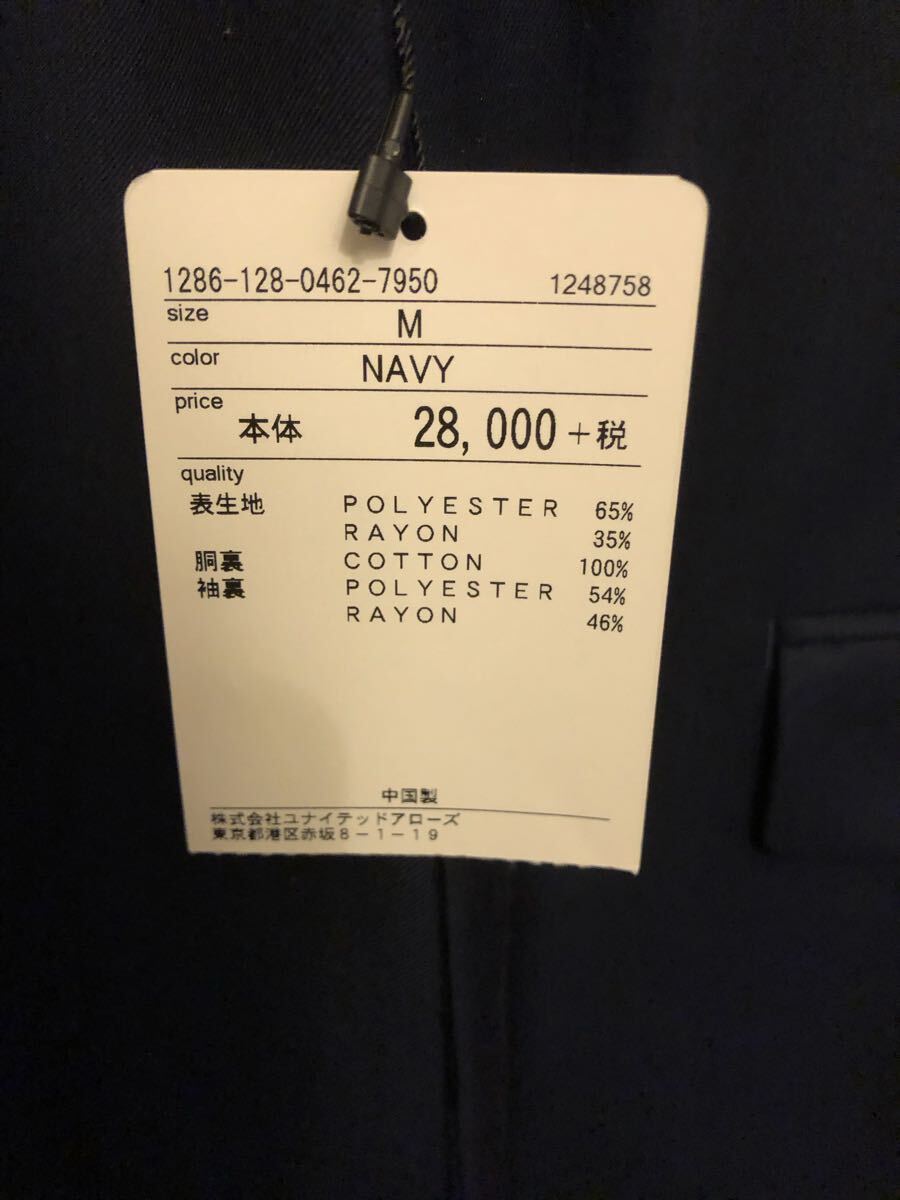 1286-128-0462-7950 1248758
size M
color NAVY
price 本体 28,000 +税
quality
表生地 POLYESTER 65%
RAYON 35%
胴裏 COTTON 100%
袖裏 POLYESTER 54%
RAYON 46%
中国製
株式会社ユナイテッドアローズ
東京都港区赤坂8-1-19